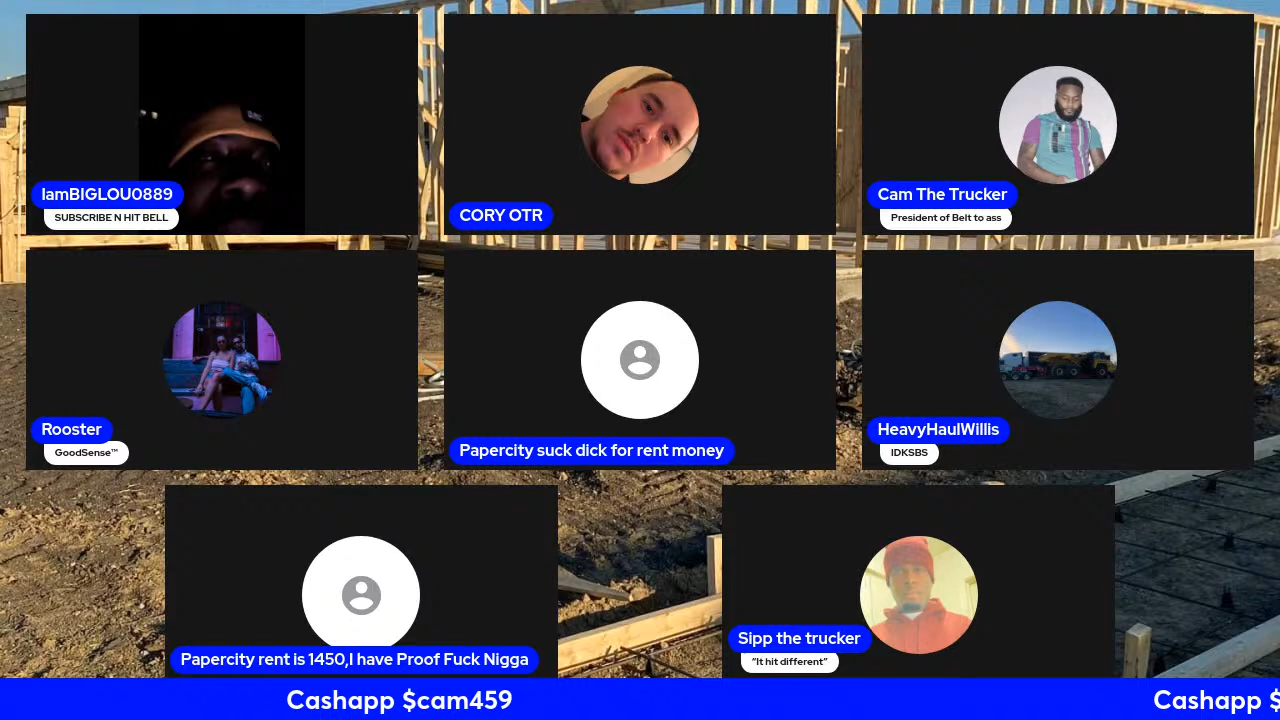 IamBIGLOU0889
SUBSCRIBE N HIT BELL
CORY OTR
Cam The Trucker
President of Belt to ass
Rooster
GoodSense™
Papercity suck dick for rent money
HeavyHaulWillis
IDKSBS
Papercity rent is 1450,I have Proof Fuck Nigga
Sipp the trucker
"It hit different"
Cashapp $cam459
Cashapp $